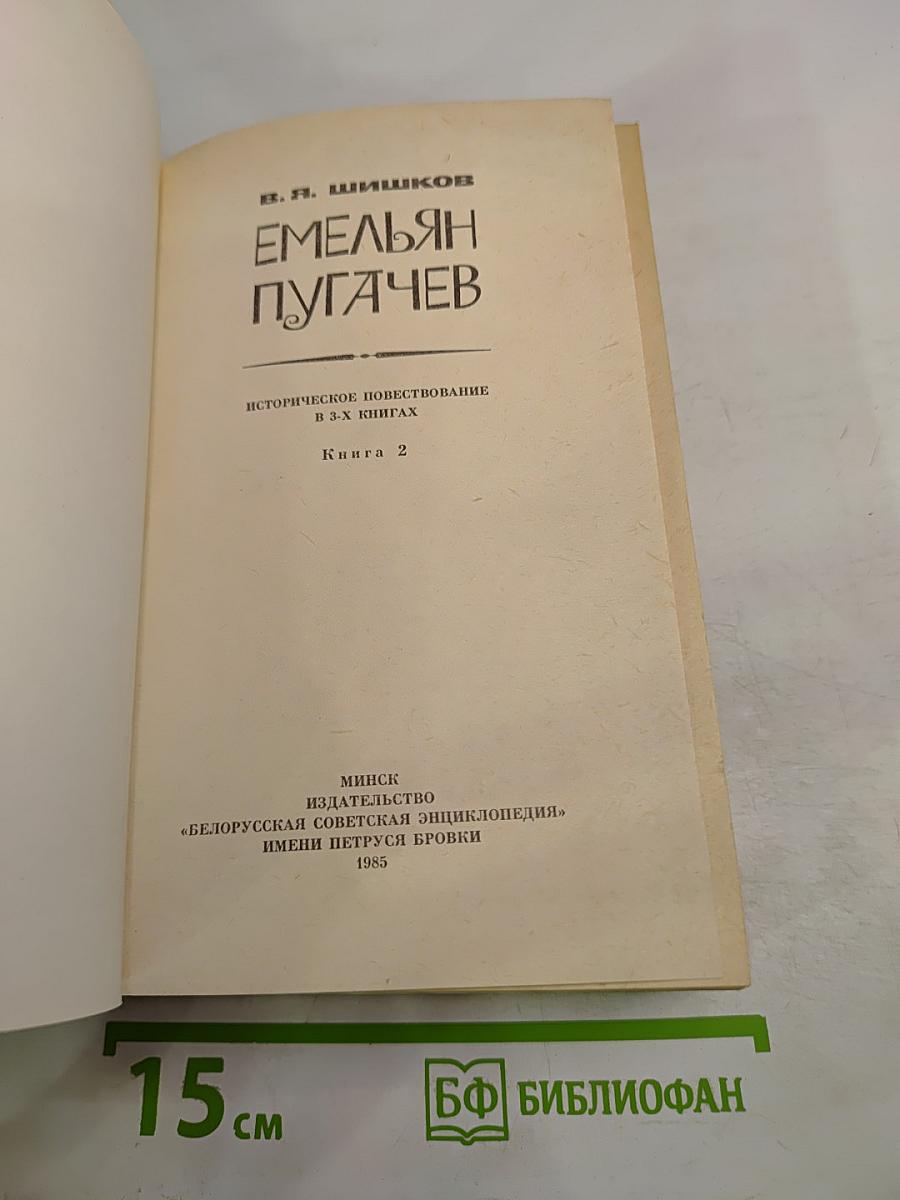 В. Я. ШИШКОВ
ЕМЕЛЬЯН
ПУГАЧЕВ
ИСТОРИЧЕСКОЕ ПОВЕСТВОВАНИЕ
В 3-Х КНИГАХ
Книга 2
МИНСК
ИЗДАТЕЛЬСТВО
«БЕЛОРУССКАЯ СОВЕТСКАЯ ЭНЦИКЛОПЕДИЯ»
ИМЕНИ ПЕТРУСЯ БРОВКИ
1985
15 см
БФ БИБЛИОФАН